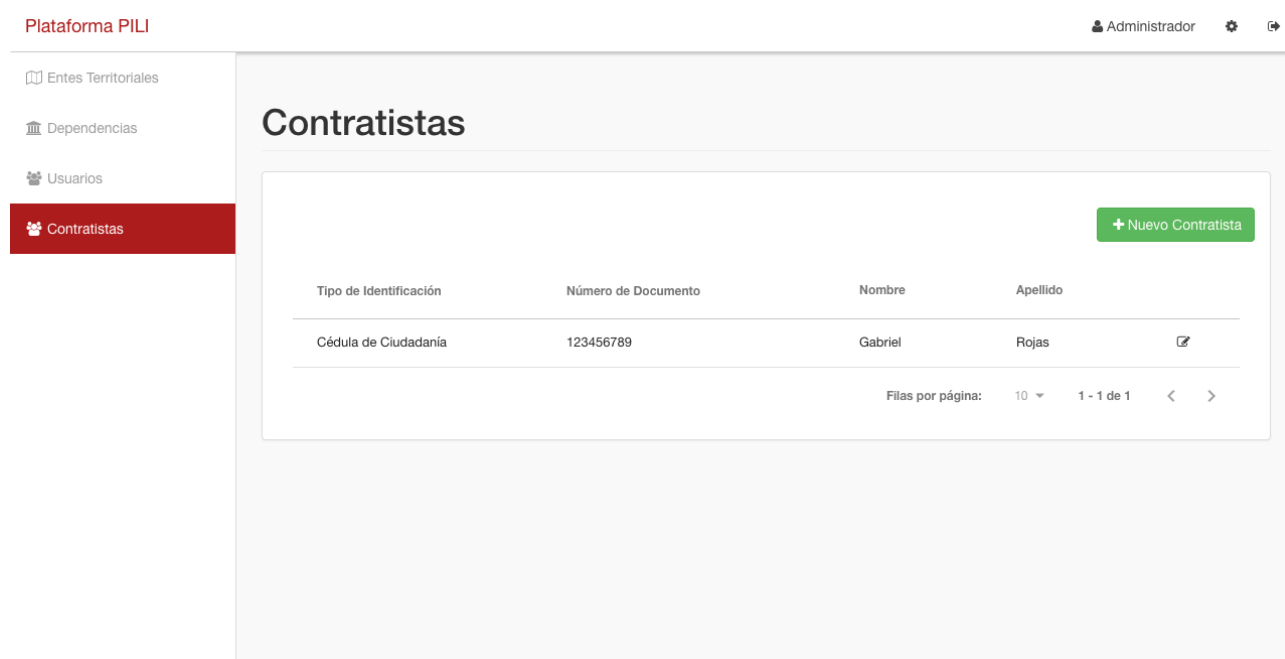 Plataforma PILI
Administrador
Entes Territoriales
Dependencias
Usuarios
Contratistas
Contratistas
Nuevo Contratista
Tipo de Identificación Número de Documento Nombre Apellido
Cédula de Ciudadanía 123456789 Gabriel Rojas
Filas por página: 10 1 - 1 de 1